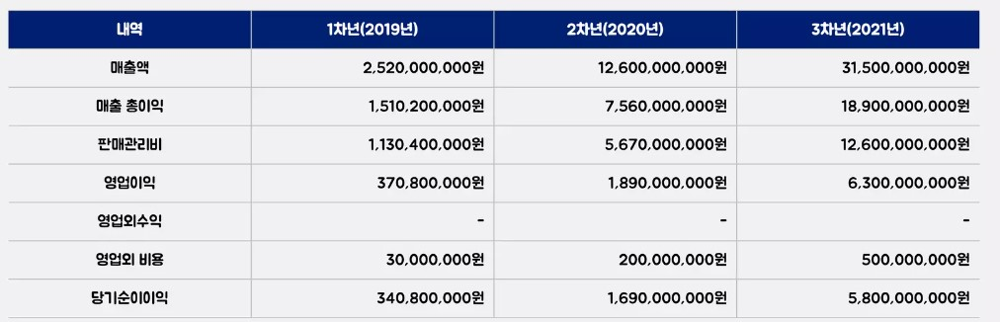 내역 1차년(2019년) 2차년(2020년) 3차년(2021년)
매출액 2,520,000,000원 12,600,000,000원 31,500,000,000원
매출 총이익 1,510,200,000원 7,560,000,000원 18,900,000,000원
판매관리비 1,130,400,000원 5,670,000,000원 12,600,000,000원
영업이익 370,800,000원 1,890,000,000원 6,300,000,000원
영업외수익 - - -
영업외 비용 30,000,000원 200,000,000원 500,000,000원
당기순이이익 340,800,000원 1,690,000,000원 5,800,000,000원